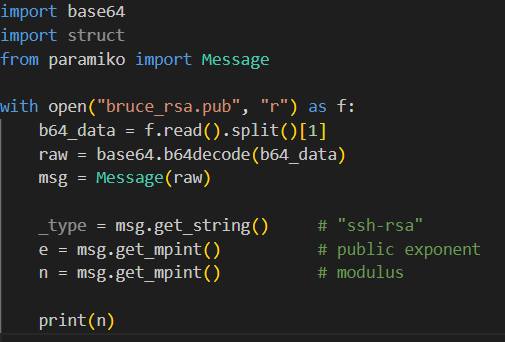 import base64
import struct
from paramiko import Message
with open("bruce_rsa.pub", "r") as f:
    b64_data = f.read().split()[1]
    raw = base64.b64decode(b64_data)
    msg = Message(raw)
    _type = msg.get_string()     # "ssh-rsa"
    e = msg.get_mpint()          # public exponent
    n = msg.get_mpint()          # modulus
    print(n)